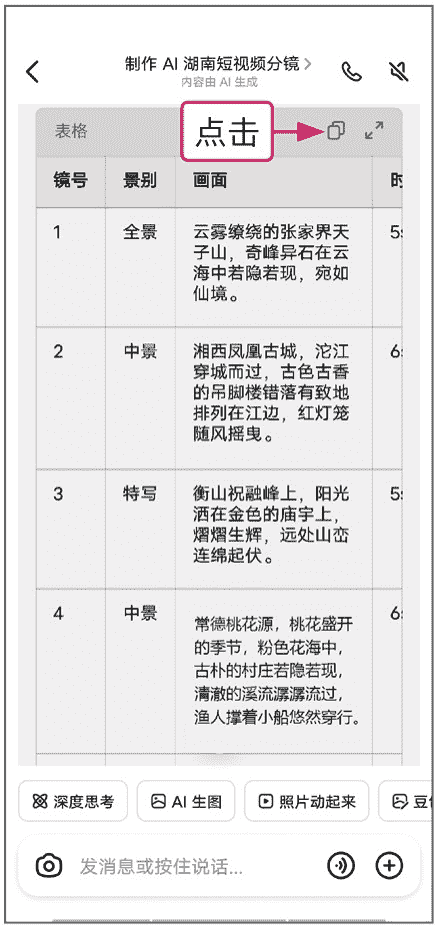 制作 AI 湖南短视频分镜
内容由 AI 生成
表格
点击
镜号 景别 画面
1 全景 云雾缭绕的张家界天
子山，奇峰异石在云
海中若隐若现，宛如
仙境。
2 中景 湘西凤凰古城，沱江
穿城而过，古色古香
的吊脚楼错落有致地
排列在江边，红灯笼
随风摇曳。
3 特写 衡山祝融峰上，阳光
洒在金色的庙宇上，
熠熠生辉，远处山峦
连绵起伏。
4 中景 常德桃花源，桃花盛开
的季节，粉色花海中，
古朴的村庄若隐若现，
清澈的溪流潺潺流过，
渔人撑着小船悠然穿行。
深度思考 AI 生图 照片动起来 豆
发消息或按住说话...